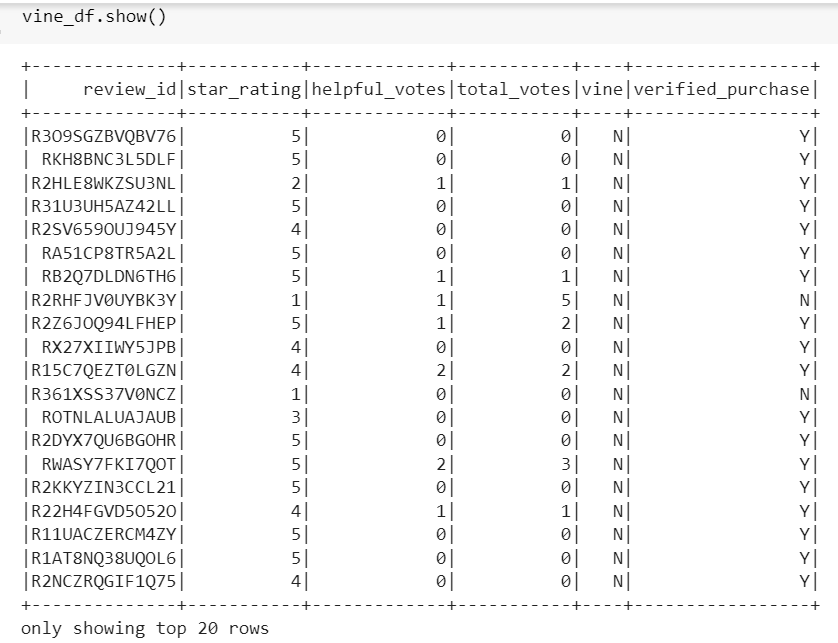 vine_df.show()
+--------------+-----------+-------------+-----------+----+-----------------+
|     review_id|star_rating|helpful_votes|total_votes|vine|verified_purchase|
+--------------+-----------+-------------+-----------+----+-----------------+
|R3O9SGZBVQBV76|          5|            0|          0|   N|                Y|
| RKH8BNC3L5DLF|          5|            0|          0|   N|                Y|
|R2HLE8WKZSU3NL|          2|            1|          1|   N|                Y|
|R31U3UH5AZ42LL|          5|            0|          0|   N|                Y|
|R2SV659OUJ945Y|          4|            0|          0|   N|                Y|
| RA51CP8TR5A2L|          5|            0|          0|   N|                Y|
| RB2Q7DLDN6TH6|          5|            1|          1|   N|                Y|
|R2RHFJV0UYBK3Y|          1|            1|          5|   N|                N|
|R2Z6JOQ94LFHEP|          5|            1|          2|   N|                Y|
| RX27XIIWY5JPB|          4|            0|          0|   N|                Y|
|R15C7QEZT0LGZN|          4|            2|          2|   N|                Y|
|R361XSS37V0NCZ|          1|            0|          0|   N|                N|
| ROTNLALUAJAUB|          3|            0|          0|   N|                Y|
|R2DYX7QU6BGOHR|          5|            0|          0|   N|                Y|
| RWASY7FKI7QOT|          5|            2|          3|   N|                Y|
|R2KKYZIN3CCL21|          5|            0|          0|   N|                Y|
|R22H4FGVD5O52O|          4|            1|          1|   N|                Y|
|R11UACZERCM4ZY|          5|            0|          0|   N|                Y|
|R1AT8NQ38UQOL6|          5|            0|          0|   N|                Y|
|R2NCZRQGIF1Q75|          4|            0|          0|   N|                Y|
+--------------+-----------+-------------+-----------+----+-----------------+
only showing top 20 rows